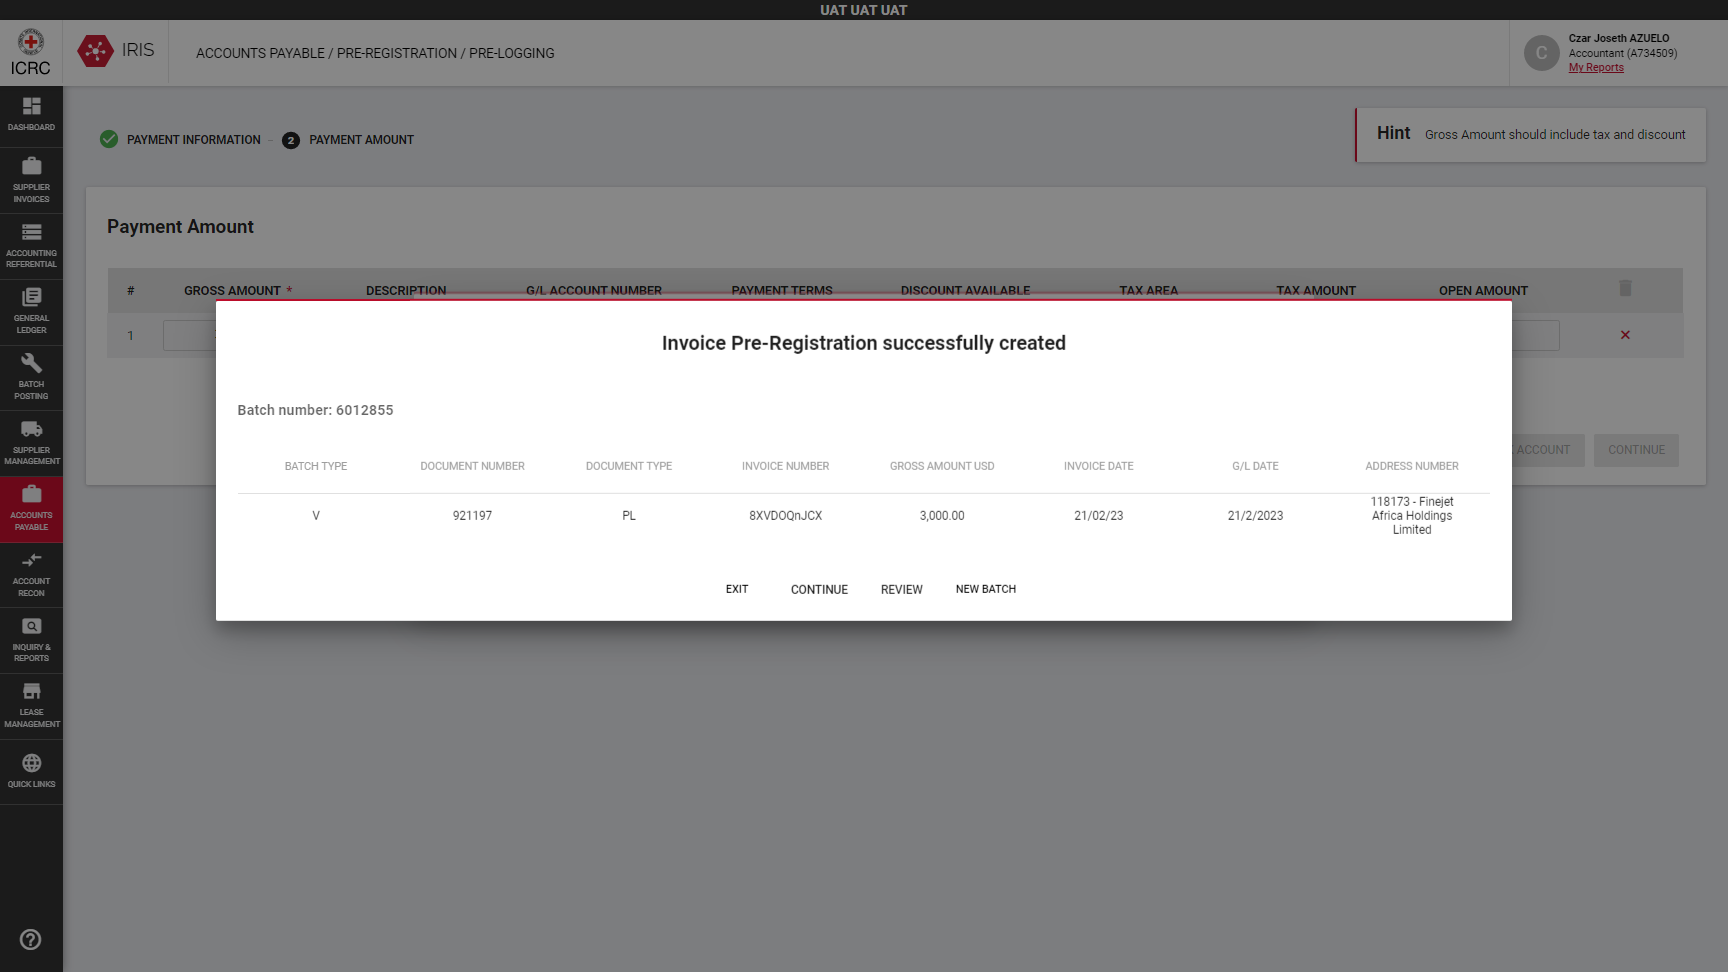 UAT UAT UAT
ICRC
IRIS
ACCOUNTS PAYABLE / PRE-REGISTRATION / PRE-LOGGING
C
Czar Joseth AZUELO
Accountant (A734509)
My Reports
DASHBOARD
SUPPLIER
INVOICES
ACCOUNTING
REFERENTIAL
GENERAL
LEDGER
BATCH
POSTING
SUPPLIER
MANAGEMENT
ACCOUNTS
PAYABLE
ACCOUNT
RECON
INQUIRY &
REPORTS
LEASE
MANAGEMENT
QUICK LINKS
PAYMENT INFORMATION - 2 PAYMENT AMOUNT
Hint Gross Amount should include tax and discount
Payment Amount
# GROSS AMOUNT * DESCRIPTION G/L ACCOUNT NUMBER PAYMENT TERMS DISCOUNT AVAILABLE TAX AREA TAX AMOUNT OPEN AMOUNT
1
ACCOUNT CONTINUE
Invoice Pre-Registration successfully created
Batch number: 6012855
BATCH TYPE DOCUMENT NUMBER DOCUMENT TYPE INVOICE NUMBER GROSS AMOUNT USD INVOICE DATE G/L DATE ADDRESS NUMBER
V 921197 PL 8XVDOQnJCX 3,000.00 21/02/23 21/2/2023 118173 - Finejet
Africa Holdings
Limited
EXIT CONTINUE REVIEW NEW BATCH